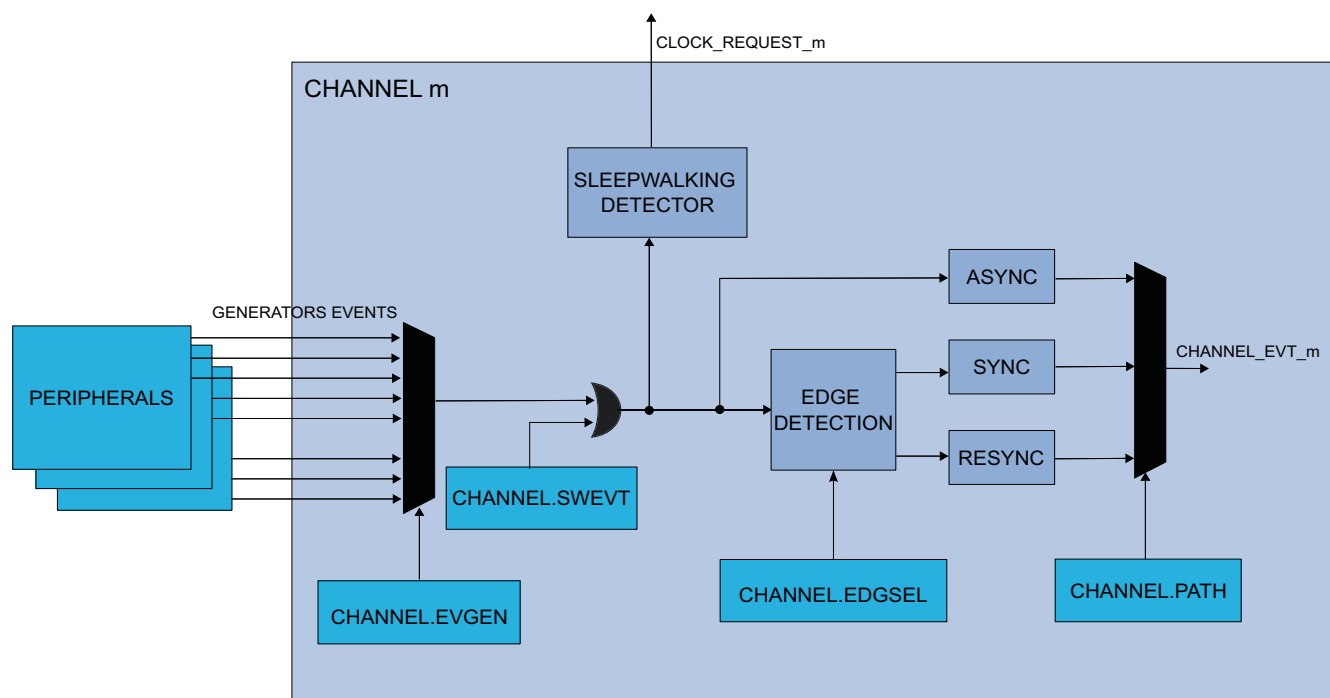 CLOCK_REQUEST_m
CHANNEL m
SLEEPWALKING
DETECTOR
ASYNC
GENERATORS EVENTS
CHANNEL_EVT_m
SYNC
PERIPHERALS
EDGE
DETECTION
RESYNC
CHANNEL.SWEVT
CHANNEL.EDGSEL
CHANNEL.PATH
CHANNEL.EVGEN